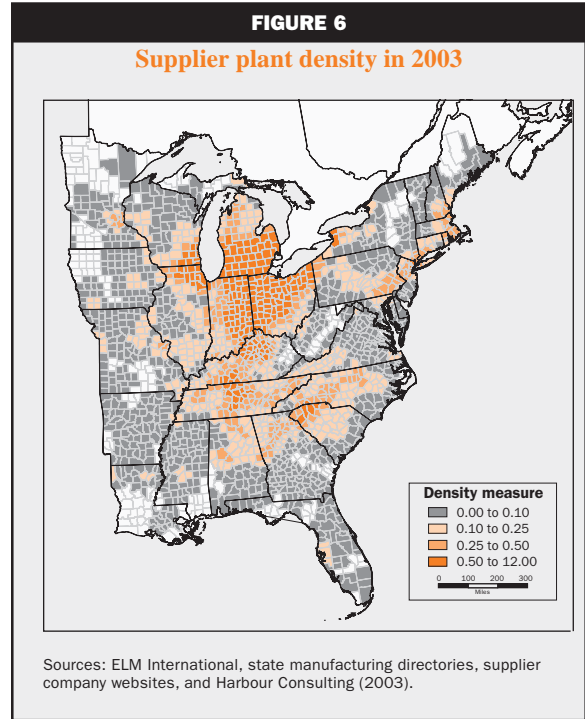 FIGURE 6
Supplier plant density in 2003
Density measure
0.00 to 0.10
0.10 to 0.25
0.25 to 0.50
0.50 to 12.00
0 100 200 300
Miles
Sources: ELM International, state manufacturing directories, supplier
company websites, and Harbour Consulting (2003).